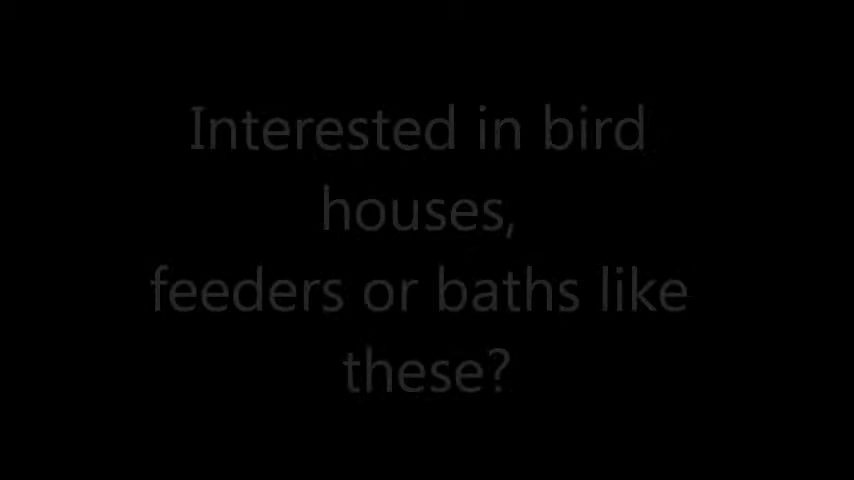 Interested in bird
houses,
feeders or baths like
these?